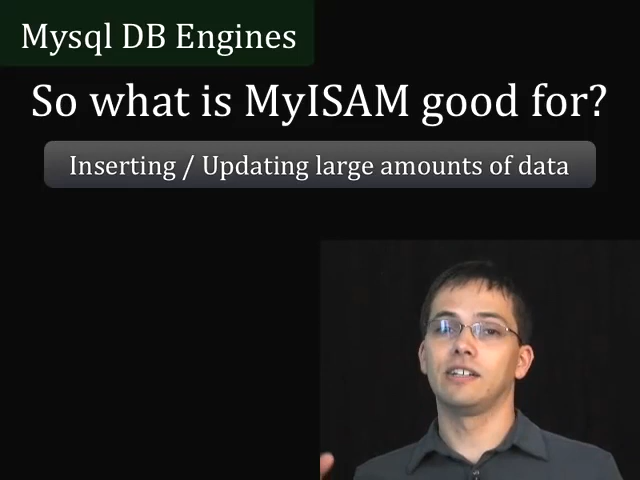 Mysql DB Engines
So what is MyISAM good for?
Inserting / Updating large amounts of data